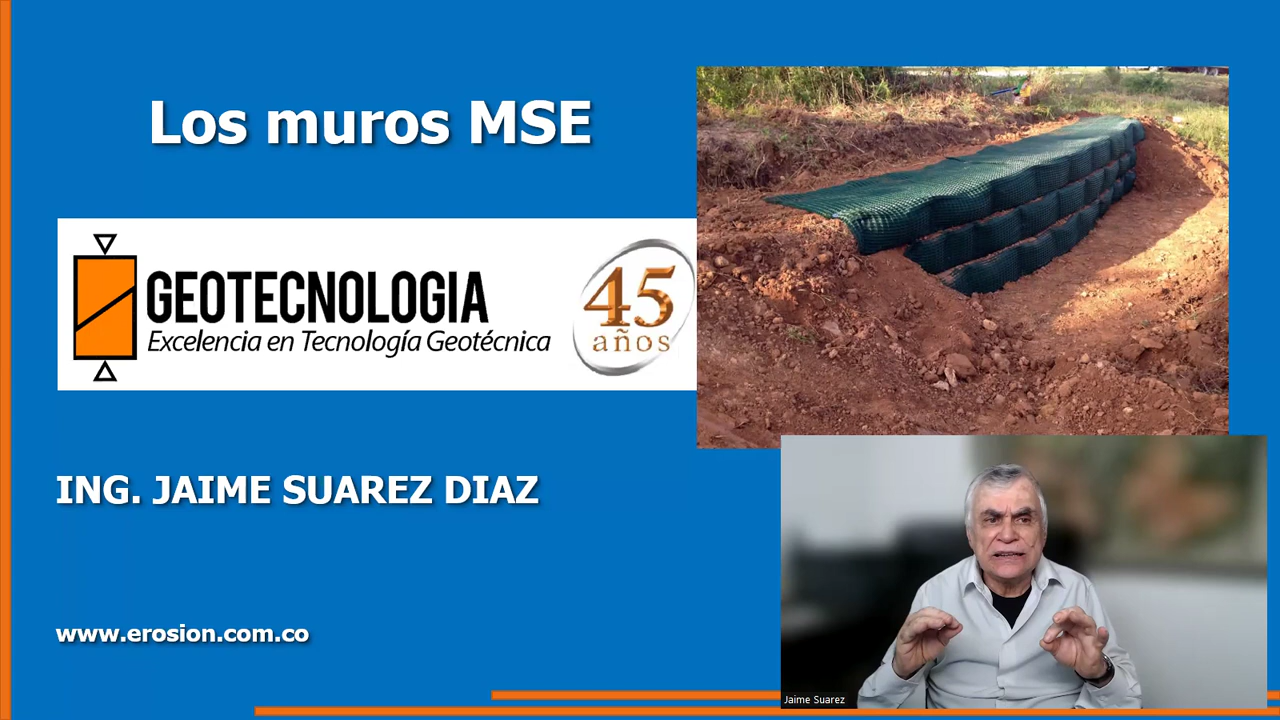 Los muros MSE
GEOTECNOLOGIA
Excelencia en Tecnología Geotécnica
45
años
ING. JAIME SUAREZ DIAZ
www.erosion.com.co
Jaime Suarez